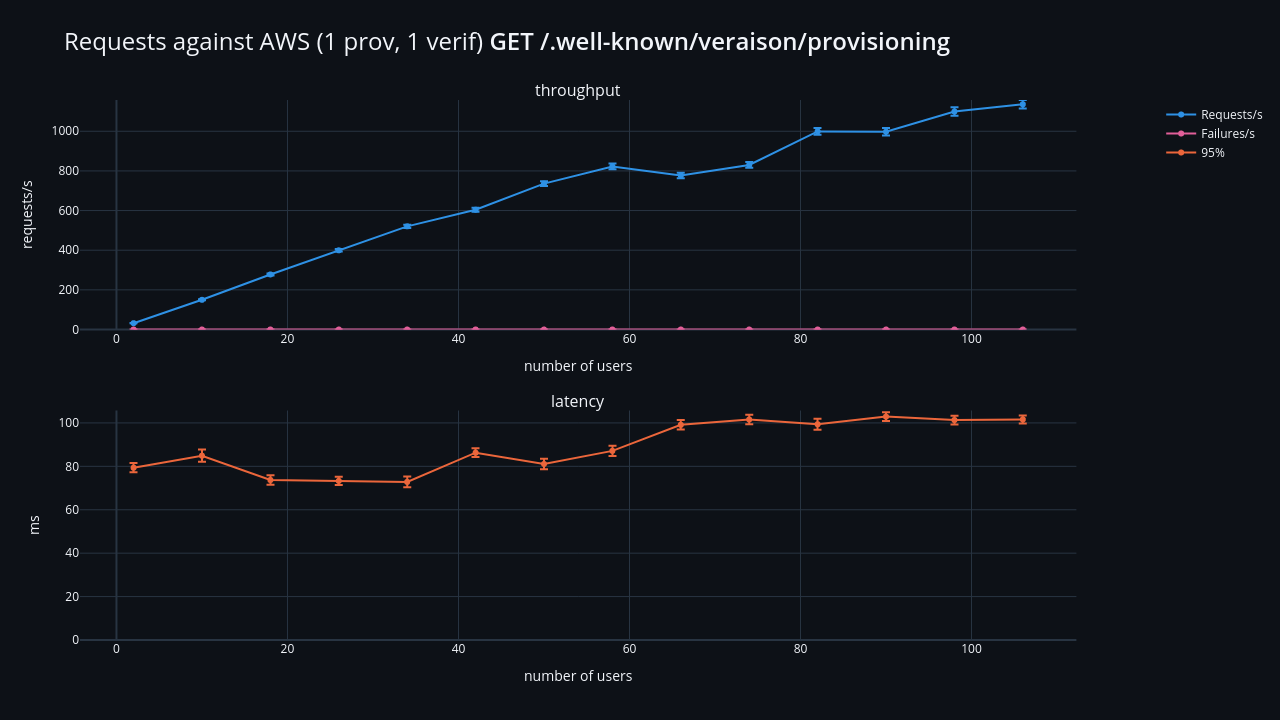 Requests against AWS (1 prov, 1 verif) GET /.well-known/veraison/provisioning
throughput
requests/s
1000
800
600
400
200
0
0 20 40 60 80 100
number of users
Requests/s
Failures/s
95%
latency
ms
100
80
60
40
20
0
0 20 40 60 80 100
number of users